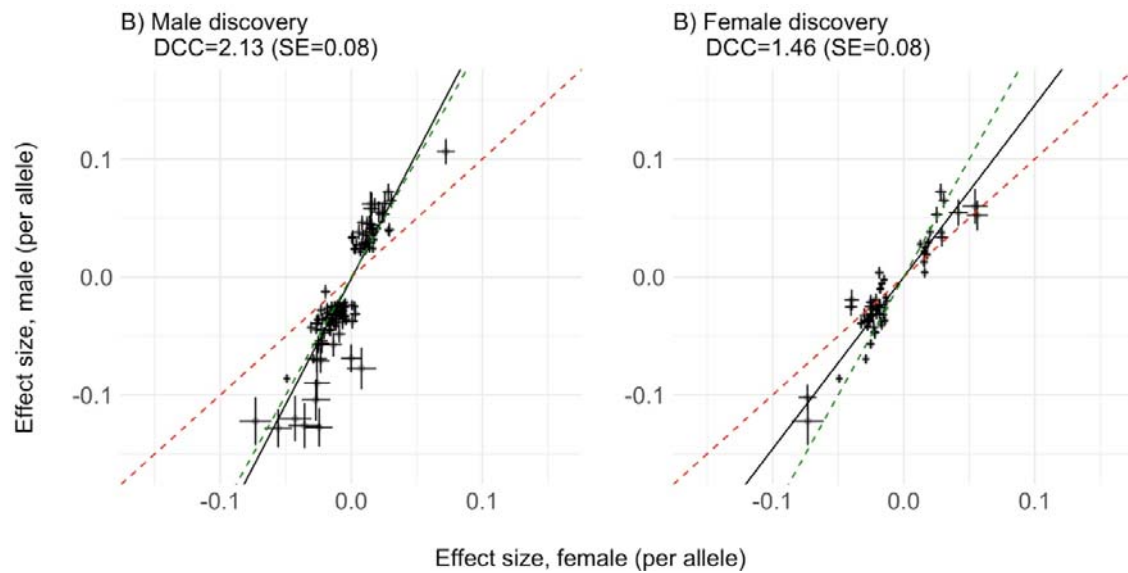 B) Male discovery
DCC=2.13 (SE=0.08)
B) Female discovery
DCC=1.46 (SE=0.08)
Effect size, male (per allele)
0.1
0.0
-0.1
0.1
0.0
-0.1
-0.1
0.0
0.1
-0.1
0.0
0.1
Effect size, female (per allele)